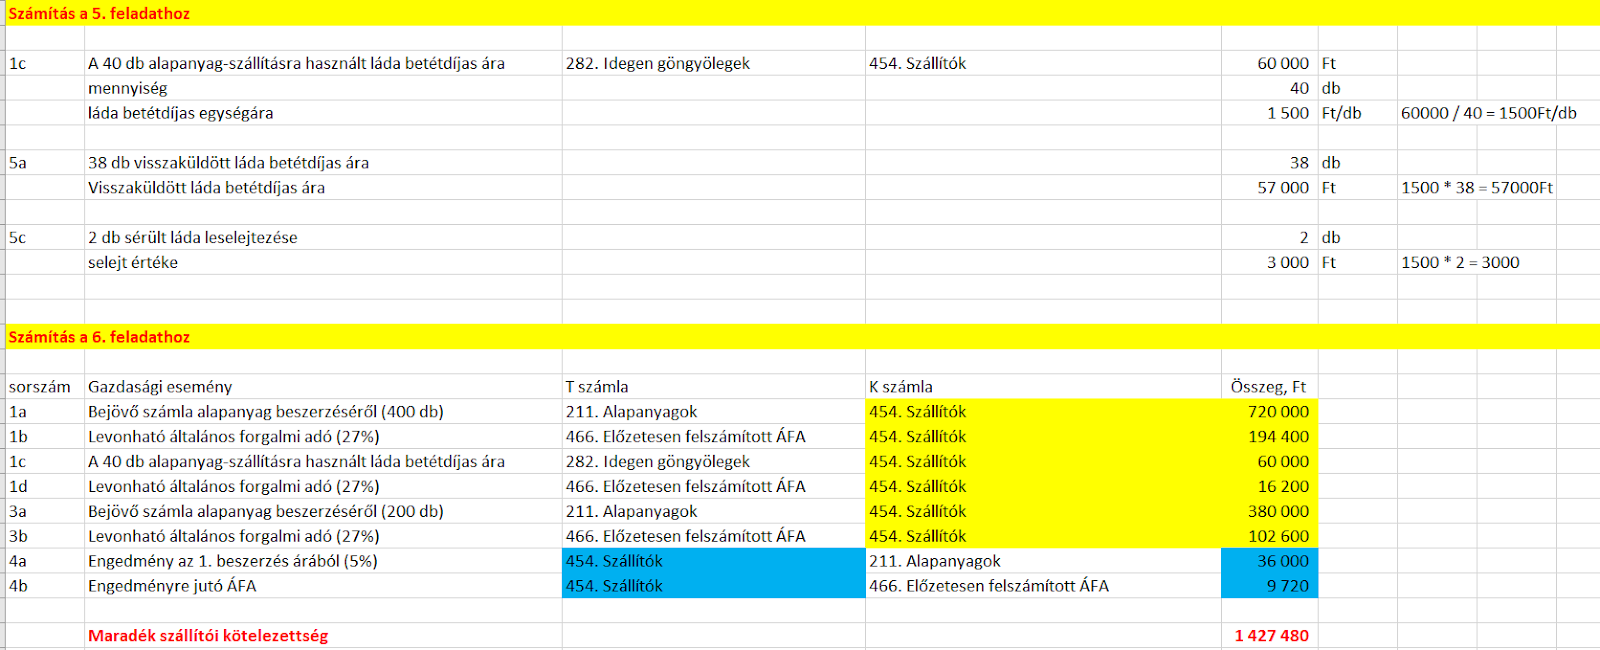 Számítás a 5. feladathoz
1c A 40 db alapanyag-szállításra használt láda betétdíjas ára 282. Idegen göngyölegek 454. Szállítók 60 000 Ft
mennyiség 40 db
láda betétdíjas egységára 1 500 Ft/db 60000 / 40 = 1500Ft/db
5a 38 db visszaküldött láda betétdíjas ára 38 db
Visszaküldött láda betétdíjas ára 57 000 Ft 1500 * 38 = 57000Ft
5c 2 db sérült láda leselejtezése 2 db
selejt értéke 3 000 Ft 1500 * 2 = 3000
Számítás a 6. feladathoz
sorszám Gazdasági esemény T számla K számla Összeg, Ft
1a Bejövő számla alapanyag beszerzéséről (400 db) 211. Alapanyagok 454. Szállítók 720 000
1b Levonható általános forgalmi adó (27%) 466. Előzetesen felszámított ÁFA 454. Szállítók 194 400
1c A 40 db alapanyag-szállításra használt láda betétdíjas ára 282. Idegen göngyölegek 454. Szállítók 60 000
1d Levonható általános forgalmi adó (27%) 466. Előzetesen felszámított ÁFA 454. Szállítók 16 200
3a Bejövő számla alapanyag beszerzéséről (200 db) 211. Alapanyagok 454. Szállítók 380 000
3b Levonható általános forgalmi adó (27%) 466. Előzetesen felszámított ÁFA 454. Szállítók 102 600
4a Engedmény az 1. beszerzés árából (5%) 454. Szállítók 211. Alapanyagok 36 000
4b Engedményre jutó ÁFA 454. Szállítók 466. Előzetesen felszámított ÁFA 9 720
Maradék szállítói kötelezettség 1 427 480